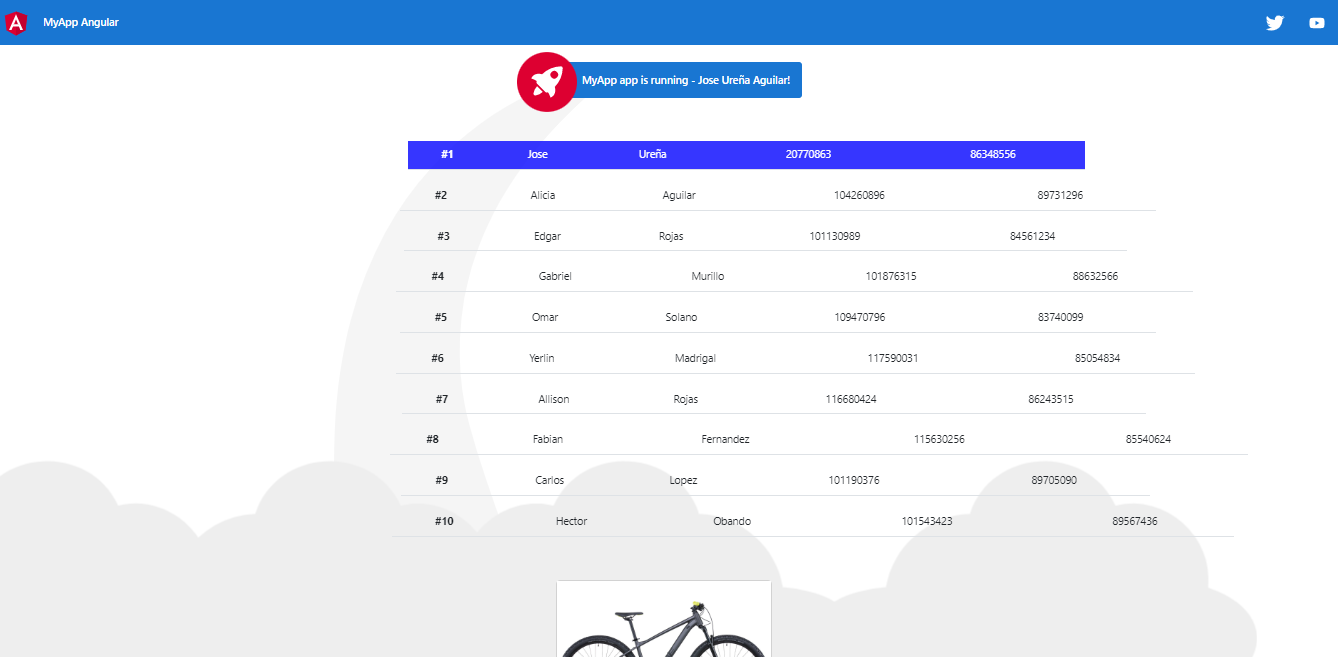 MyApp Angular
MyApp app is running - Jose Ureña Aguilar!
#1 Jose Ureña 20770863 86348556
#2 Alicia Aguilar 104260896 89731296
#3 Edgar Rojas 101130989 84561234
#4 Gabriel Murillo 101876315 88632566
#5 Omar Solano 109470796 83740099
#6 Yerlin Madrigal 117590031 85054834
#7 Allison Rojas 116680424 86243515
#8 Fabian Fernandez 115630256 85540624
#9 Carlos Lopez 101190376 89705090
#10 Hector Obando 101543423 89567436